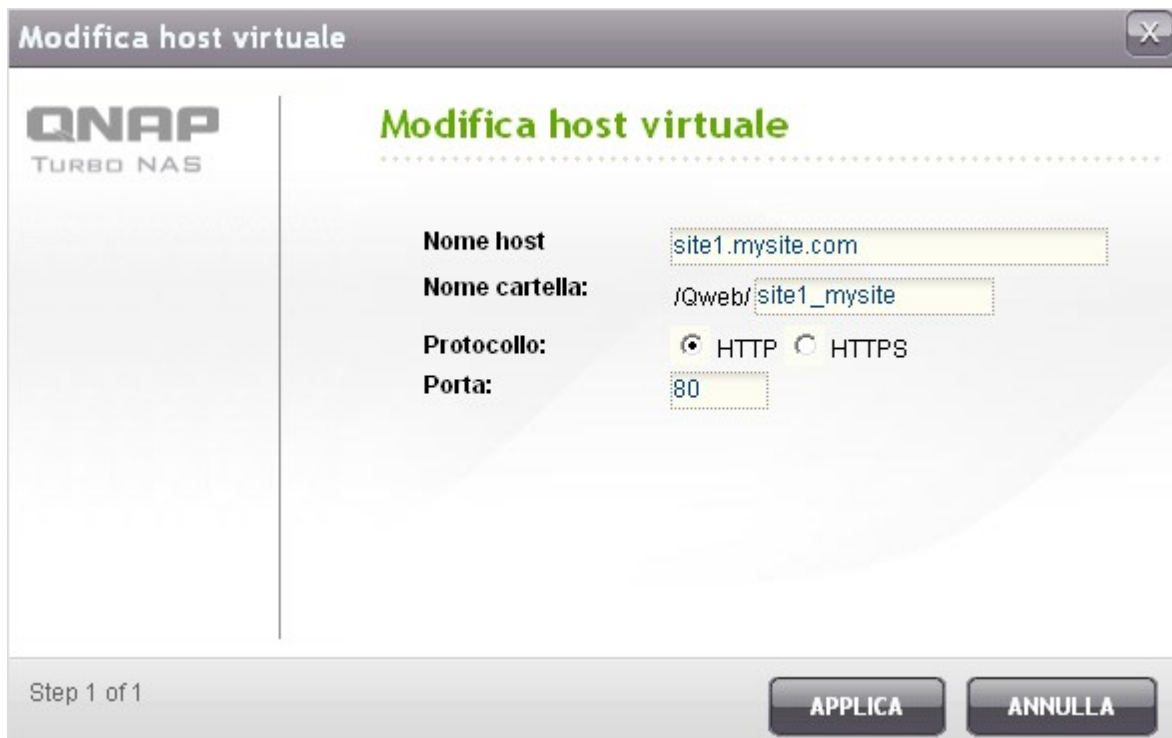 Modifica host virtuale
X
QNAP
TURBO NAS
Modifica host virtuale
Nome host site1.mysite.com
Nome cartella: /Qweb/ site1_mysite
Protocollo: HTTP HTTPS
Porta: 80
Step 1 of 1
APPLICA ANNULLA